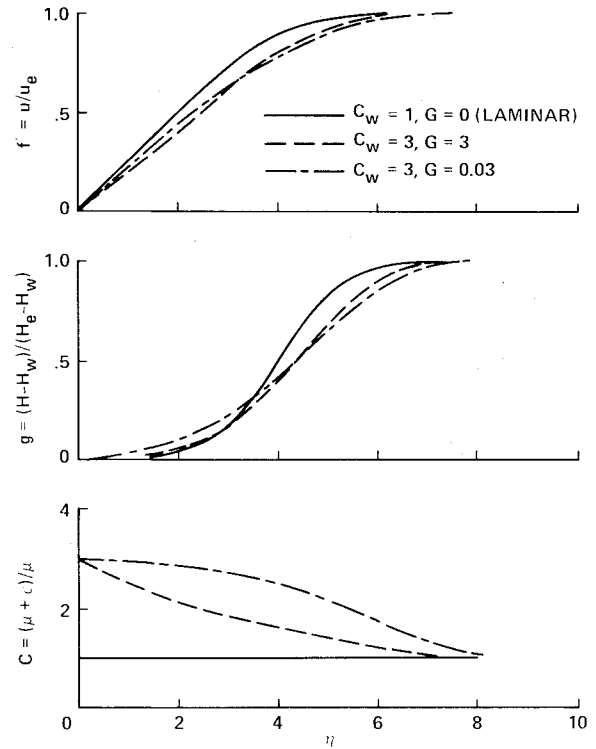 1.0
.5
0
f' = u/u_e
C_w = 1, G = 0 (LAMINAR)
C_w = 3, G = 3
C_w = 3, G = 0.03
1.0
.5
0
g = (H-H_w)/(H_e-H_w)
4
2
C = (μ + ι)/μ
0 2 4 6 8 10
η